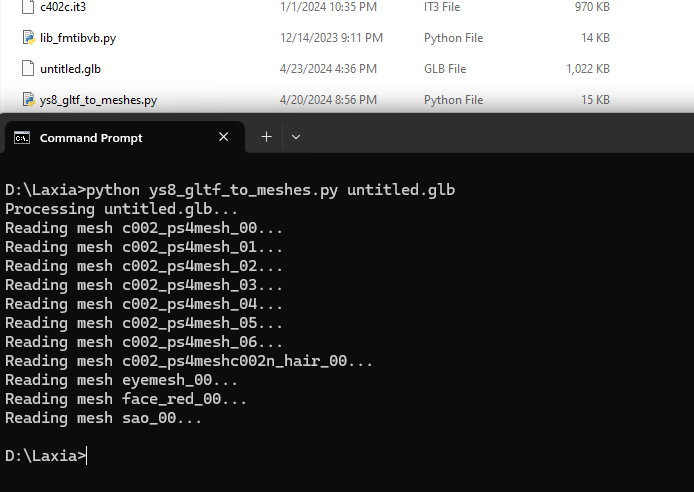 c402c.it3 1/1/2024 10:35 PM IT3 File 970 KB
lib_fmtibvb.py 12/14/2023 9:11 PM Python File 14 KB
untitled.glb 4/23/2024 4:36 PM GLB File 1,022 KB
ys8_gltf_to_meshes.py 4/20/2024 8:56 PM Python File 15 KB
Command Prompt
D:\Laxia>python ys8_gltf_to_meshes.py untitled.glb
Processing untitled.glb...
Reading mesh c002_ps4mesh_00...
Reading mesh c002_ps4mesh_01...
Reading mesh c002_ps4mesh_02...
Reading mesh c002_ps4mesh_03...
Reading mesh c002_ps4mesh_04...
Reading mesh c002_ps4mesh_05...
Reading mesh c002_ps4mesh_06...
Reading mesh c002_ps4meshc002n_hair_00...
Reading mesh eyemesh_00...
Reading mesh face_red_00...
Reading mesh sao_00...
D:\Laxia>